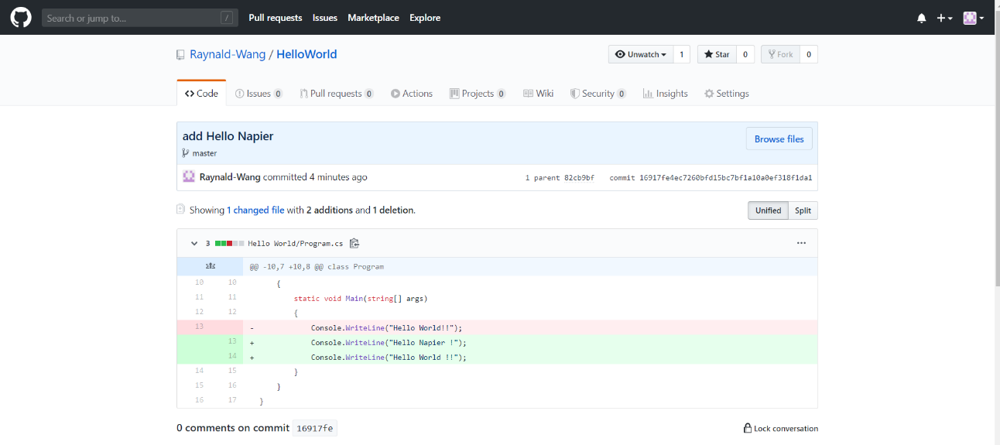 Search or jump to... / Pull requests Issues Marketplace Explore
Raynald-Wang / HelloWorld Unwatch 1 Star 0 Fork 0
Code Issues 0 Pull requests 0 Actions Projects 0 Wiki Security 0 Insights Settings
add Hello Napier Browse files
master
Raynald-Wang committed 4 minutes ago 1 parent 82cb9bf commit 16917fe4ec7260bfd15bc7bf1a10a0ef318f1da1
Showing 1 changed file with 2 additions and 1 deletion. Unified Split
3 Hello World/Program.cs ...
@@ -10,7 +10,8 @@ class Program
10 10 {
11 11 static void Main(string[] args)
12 12 {
13 - Console.WriteLine("Hello World!!");
13 + Console.WriteLine("Hello Napier !");
14 + Console.WriteLine("Hello World !!");
14 15 }
15 16 }
16 17 }
0 comments on commit 16917fe Lock conversation